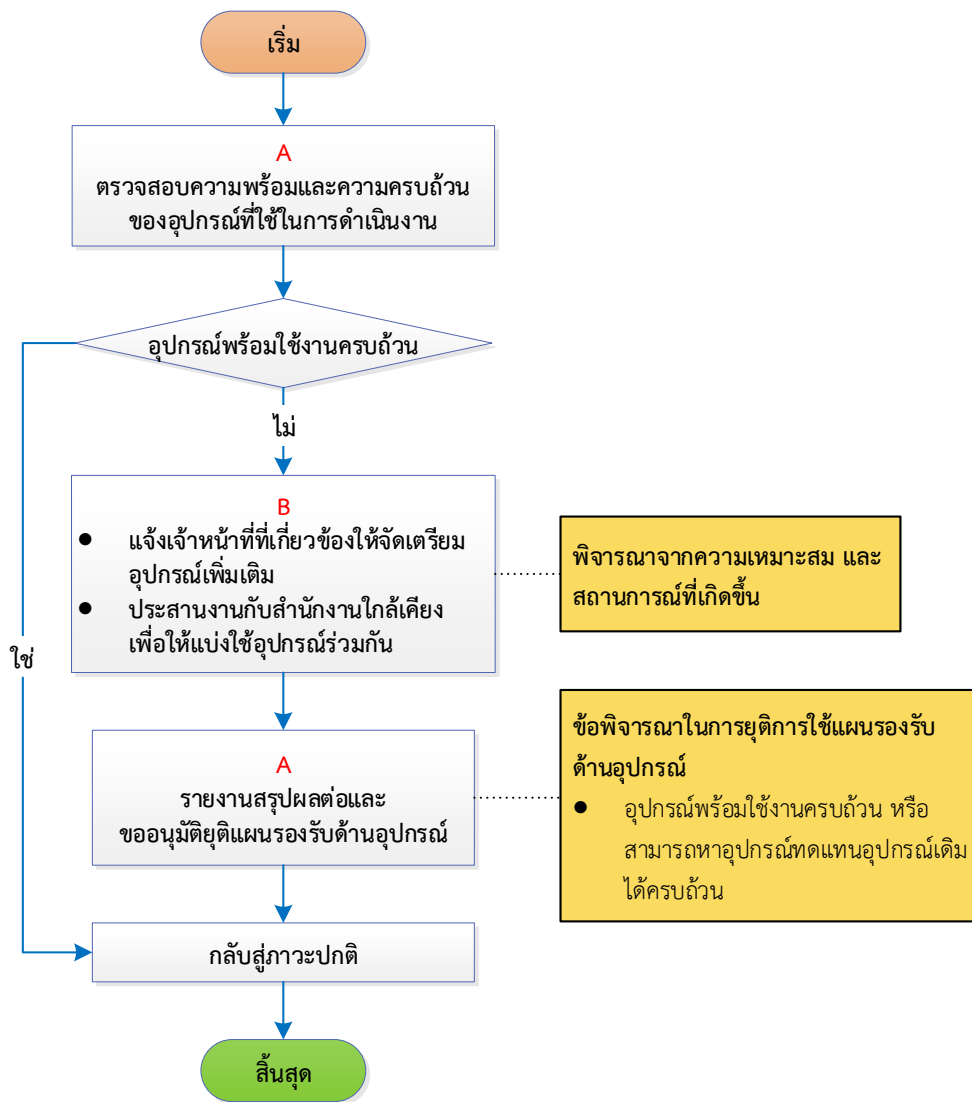 เริ่ม
A
ตรวจสอบความพร้อมและความครบถ้วน
ของอุปกรณ์ที่ใช้ในการดำเนินงาน
อุปกรณ์พร้อมใช้งานครบถ้วน
ไม่
ใช่
B
● แจ้งเจ้าหน้าที่ที่เกี่ยวข้องให้จัดเตรียม
อุปกรณ์เพิ่มเติม
● ประสานงานกับสำนักงานใกล้เคียง
เพื่อให้แบ่งใช้อุปกรณ์ร่วมกัน
พิจารณาจากความเหมาะสม และ
สถานการณ์ที่เกิดขึ้น
A
รายงานสรุปผลต่อและ
ขออนุมัติยุติแผนรองรับด้านอุปกรณ์
ข้อพิจารณาในการยุติการใช้แผนรองรับ
ด้านอุปกรณ์
● อุปกรณ์พร้อมใช้งานครบถ้วน หรือ
สามารถหาอุปกรณ์ทดแทนอุปกรณ์เดิม
ได้ครบถ้วน
กลับสู่ภาวะปกติ
สิ้นสุด